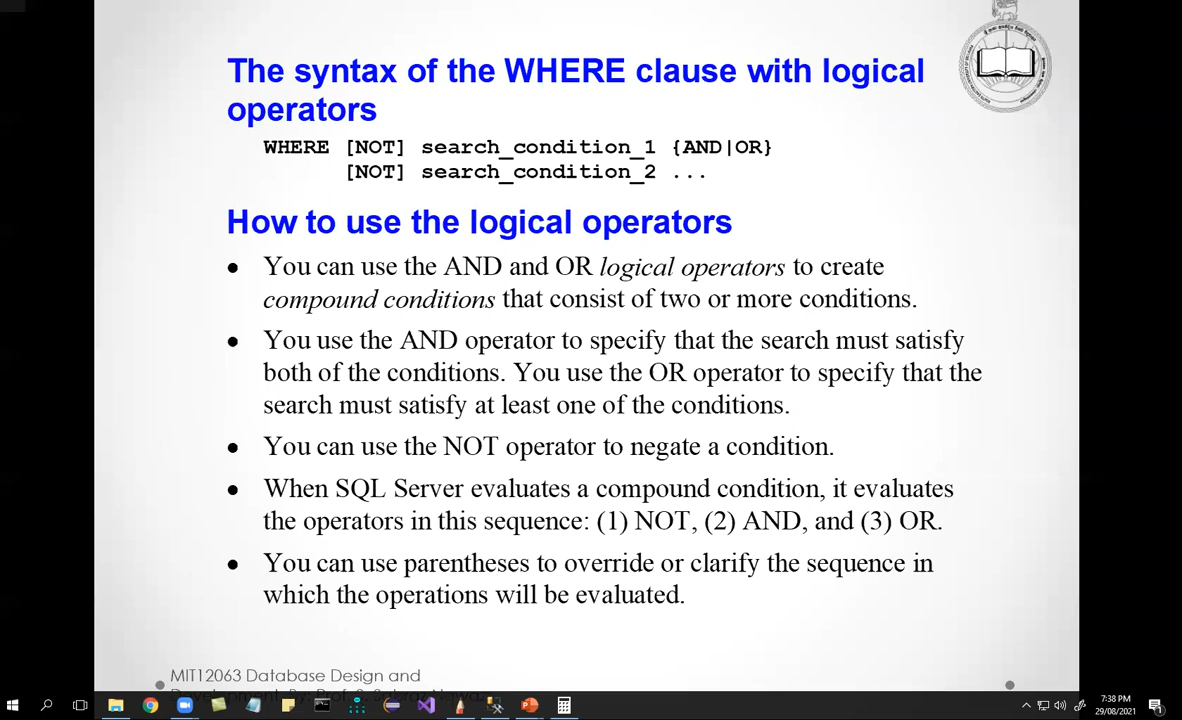 The syntax of the WHERE clause with logical
operators
WHERE [NOT] search_condition_1 {AND|OR}
[NOT] search_condition_2 ...
How to use the logical operators
• You can use the AND and OR logical operators to create
compound conditions that consist of two or more conditions.
• You use the AND operator to specify that the search must satisfy
both of the conditions. You use the OR operator to specify that the
search must satisfy at least one of the conditions.
• You can use the NOT operator to negate a condition.
• When SQL Server evaluates a compound condition, it evaluates
the operators in this sequence: (1) NOT, (2) AND, and (3) OR.
• You can use parentheses to override or clarify the sequence in
which the operations will be evaluated.
MIT12063 Database Design and
7:38 PM
29/08/2021